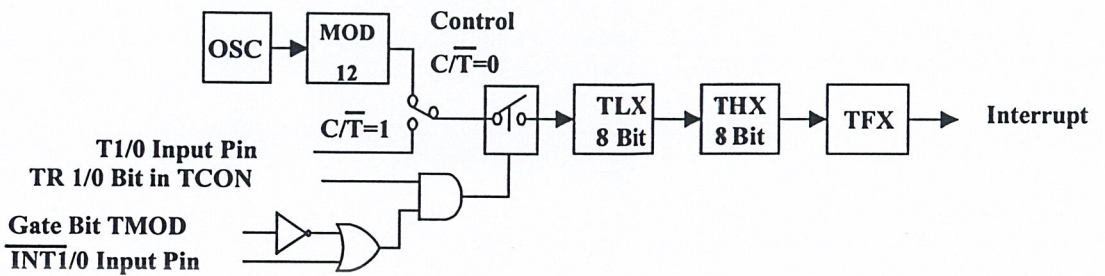 Control
OSC
MOD
12
C/T̅=0
C/T̅=1
TLX
8 Bit
THX
8 Bit
TFX
Interrupt
T1/0 Input Pin
TR 1/0 Bit in TCON
Gate Bit TMOD
I̅N̅T̅1̅/0 Input Pin